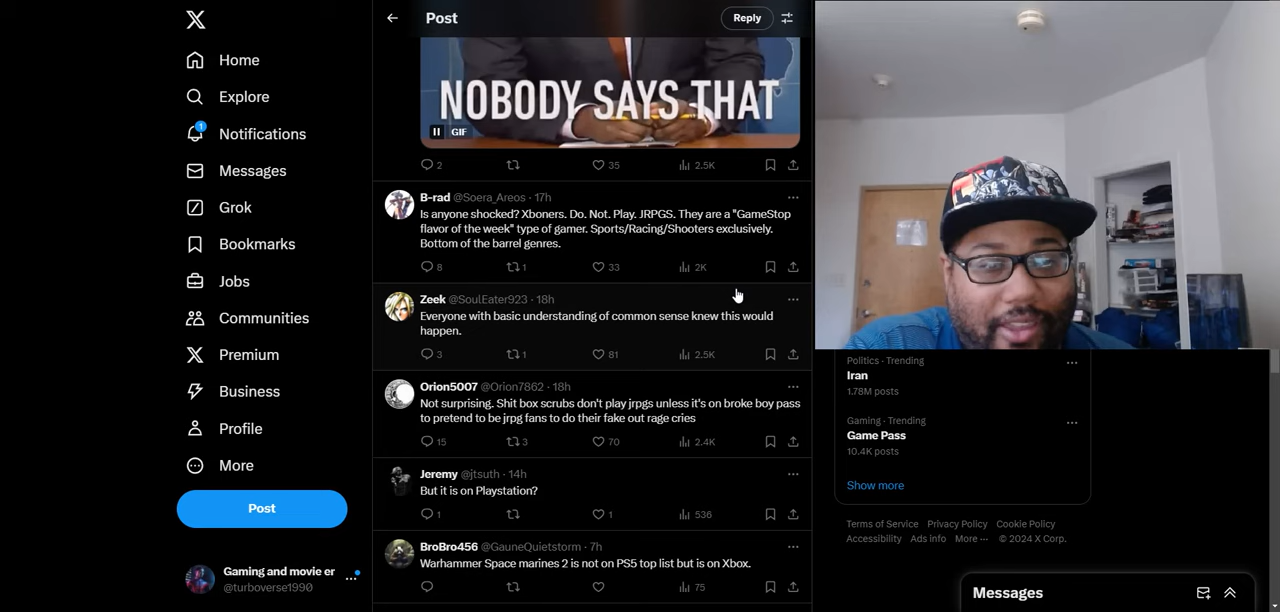 Post
Reply
Home
Explore
1
Notifications
Messages
Grok
Bookmarks
Jobs
Communities
Premium
Business
Profile
More
Post
Gaming and movie er
@turboverse1990
NOBODY SAYS THAT
GIF
2
35
2.5K
B-rad @Soera_Areos · 17h
Is anyone shocked? Xboners. Do. Not. Play. JRPGS. They are a "GameStop
flavor of the week" type of gamer. Sports/Racing/Shooters exclusively.
Bottom of the barrel genres.
8
1
33
2K
Zeek @SoulEater923 · 18h
Everyone with basic understanding of common sense knew this would
happen.
3
1
81
2.5K
Orion5007 @Orion7862 · 18h
Not surprising. Shit box scrubs don't play jrpgs unless it's on broke boy pass
to pretend to be jrpg fans to do their fake out rage cries
15
3
70
2.4K
Jeremy @jtsuth · 14h
But it is on Playstation?
1
1
536
BroBro456 @GauneQuietstorm · 7h
Warhammer Space marines 2 is not on PS5 top list but is on Xbox.
75
Politics · Trending
Iran
1.78M posts
Gaming · Trending
Game Pass
10.4K posts
Show more
Terms of Service Privacy Policy Cookie Policy
Accessibility Ads info More ··· © 2024 X Corp.
Messages